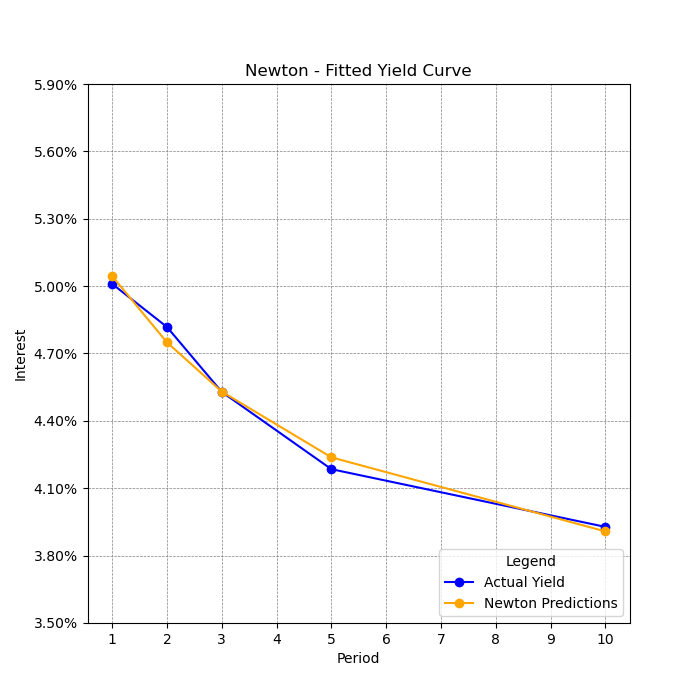 Newton - Fitted Yield Curve
5.90%
5.60%
5.30%
5.00%
4.70%
4.40%
4.10%
3.80%
3.50%
Interest
1 2 3 4 5 6 7 8 9 10
Period
Legend
Actual Yield
Newton Predictions